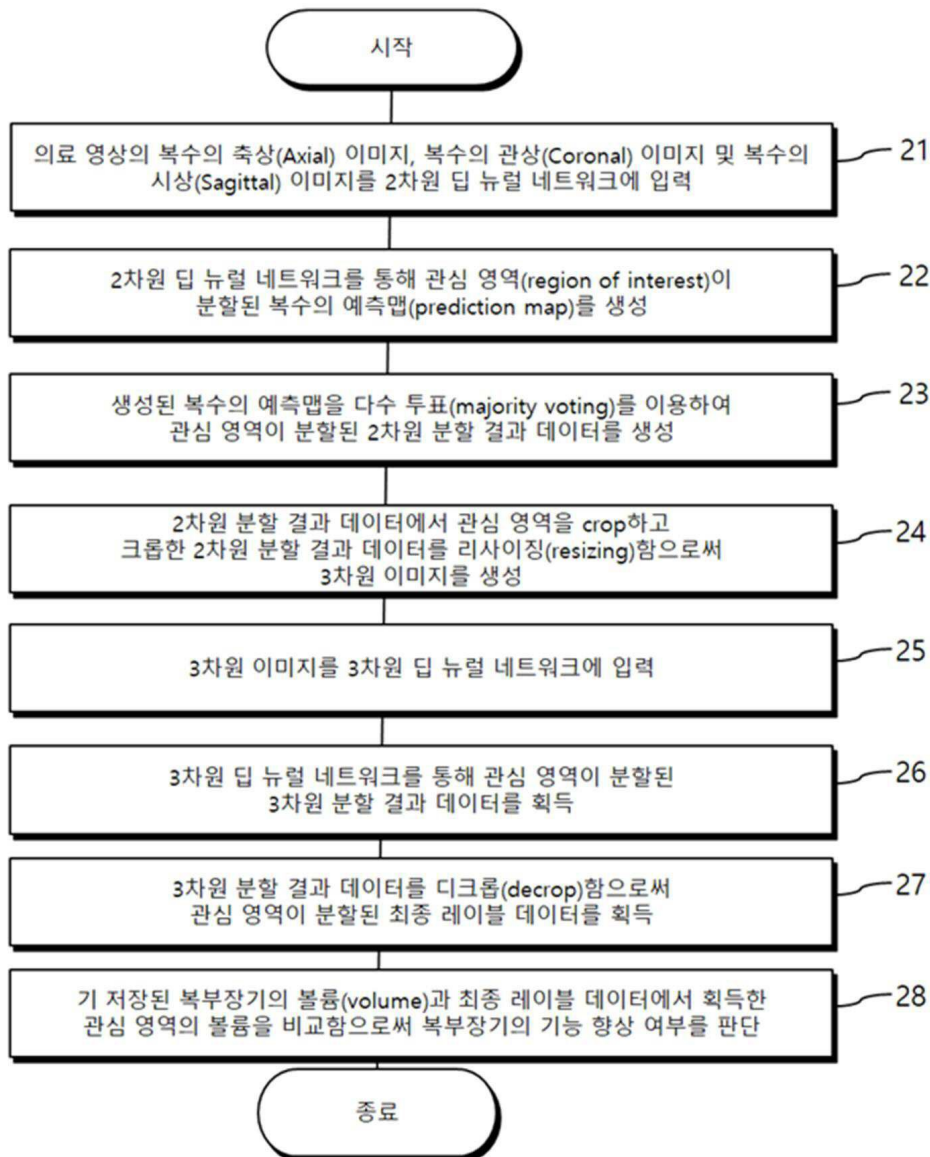 시작
의료 영상의 복수의 축상(Axial) 이미지, 복수의 관상(Coronal) 이미지 및 복수의
시상(Sagittal) 이미지를 2차원 딥 뉴럴 네트워크에 입력
21
2차원 딥 뉴럴 네트워크를 통해 관심 영역(region of interest)이
분할된 복수의 예측맵(prediction map)를 생성
22
생성된 복수의 예측맵을 다수 투표(majority voting)를 이용하여
관심 영역이 분할된 2차원 분할 결과 데이터를 생성
23
2차원 분할 결과 데이터에서 관심 영역을 crop하고
크롭한 2차원 분할 결과 데이터를 리사이징(resizing)함으로써
3차원 이미지를 생성
24
3차원 이미지를 3차원 딥 뉴럴 네트워크에 입력
25
3차원 딥 뉴럴 네트워크를 통해 관심 영역이 분할된
3차원 분할 결과 데이터를 획득
26
3차원 분할 결과 데이터를 디크롭(decrop)함으로써
관심 영역이 분할된 최종 레이블 데이터를 획득
27
기 저장된 복부장기의 볼륨(volume)과 최종 레이블 데이터에서 획득한
관심 영역의 볼륨을 비교함으로써 복부장기의 기능 향상 여부를 판단
28
종료